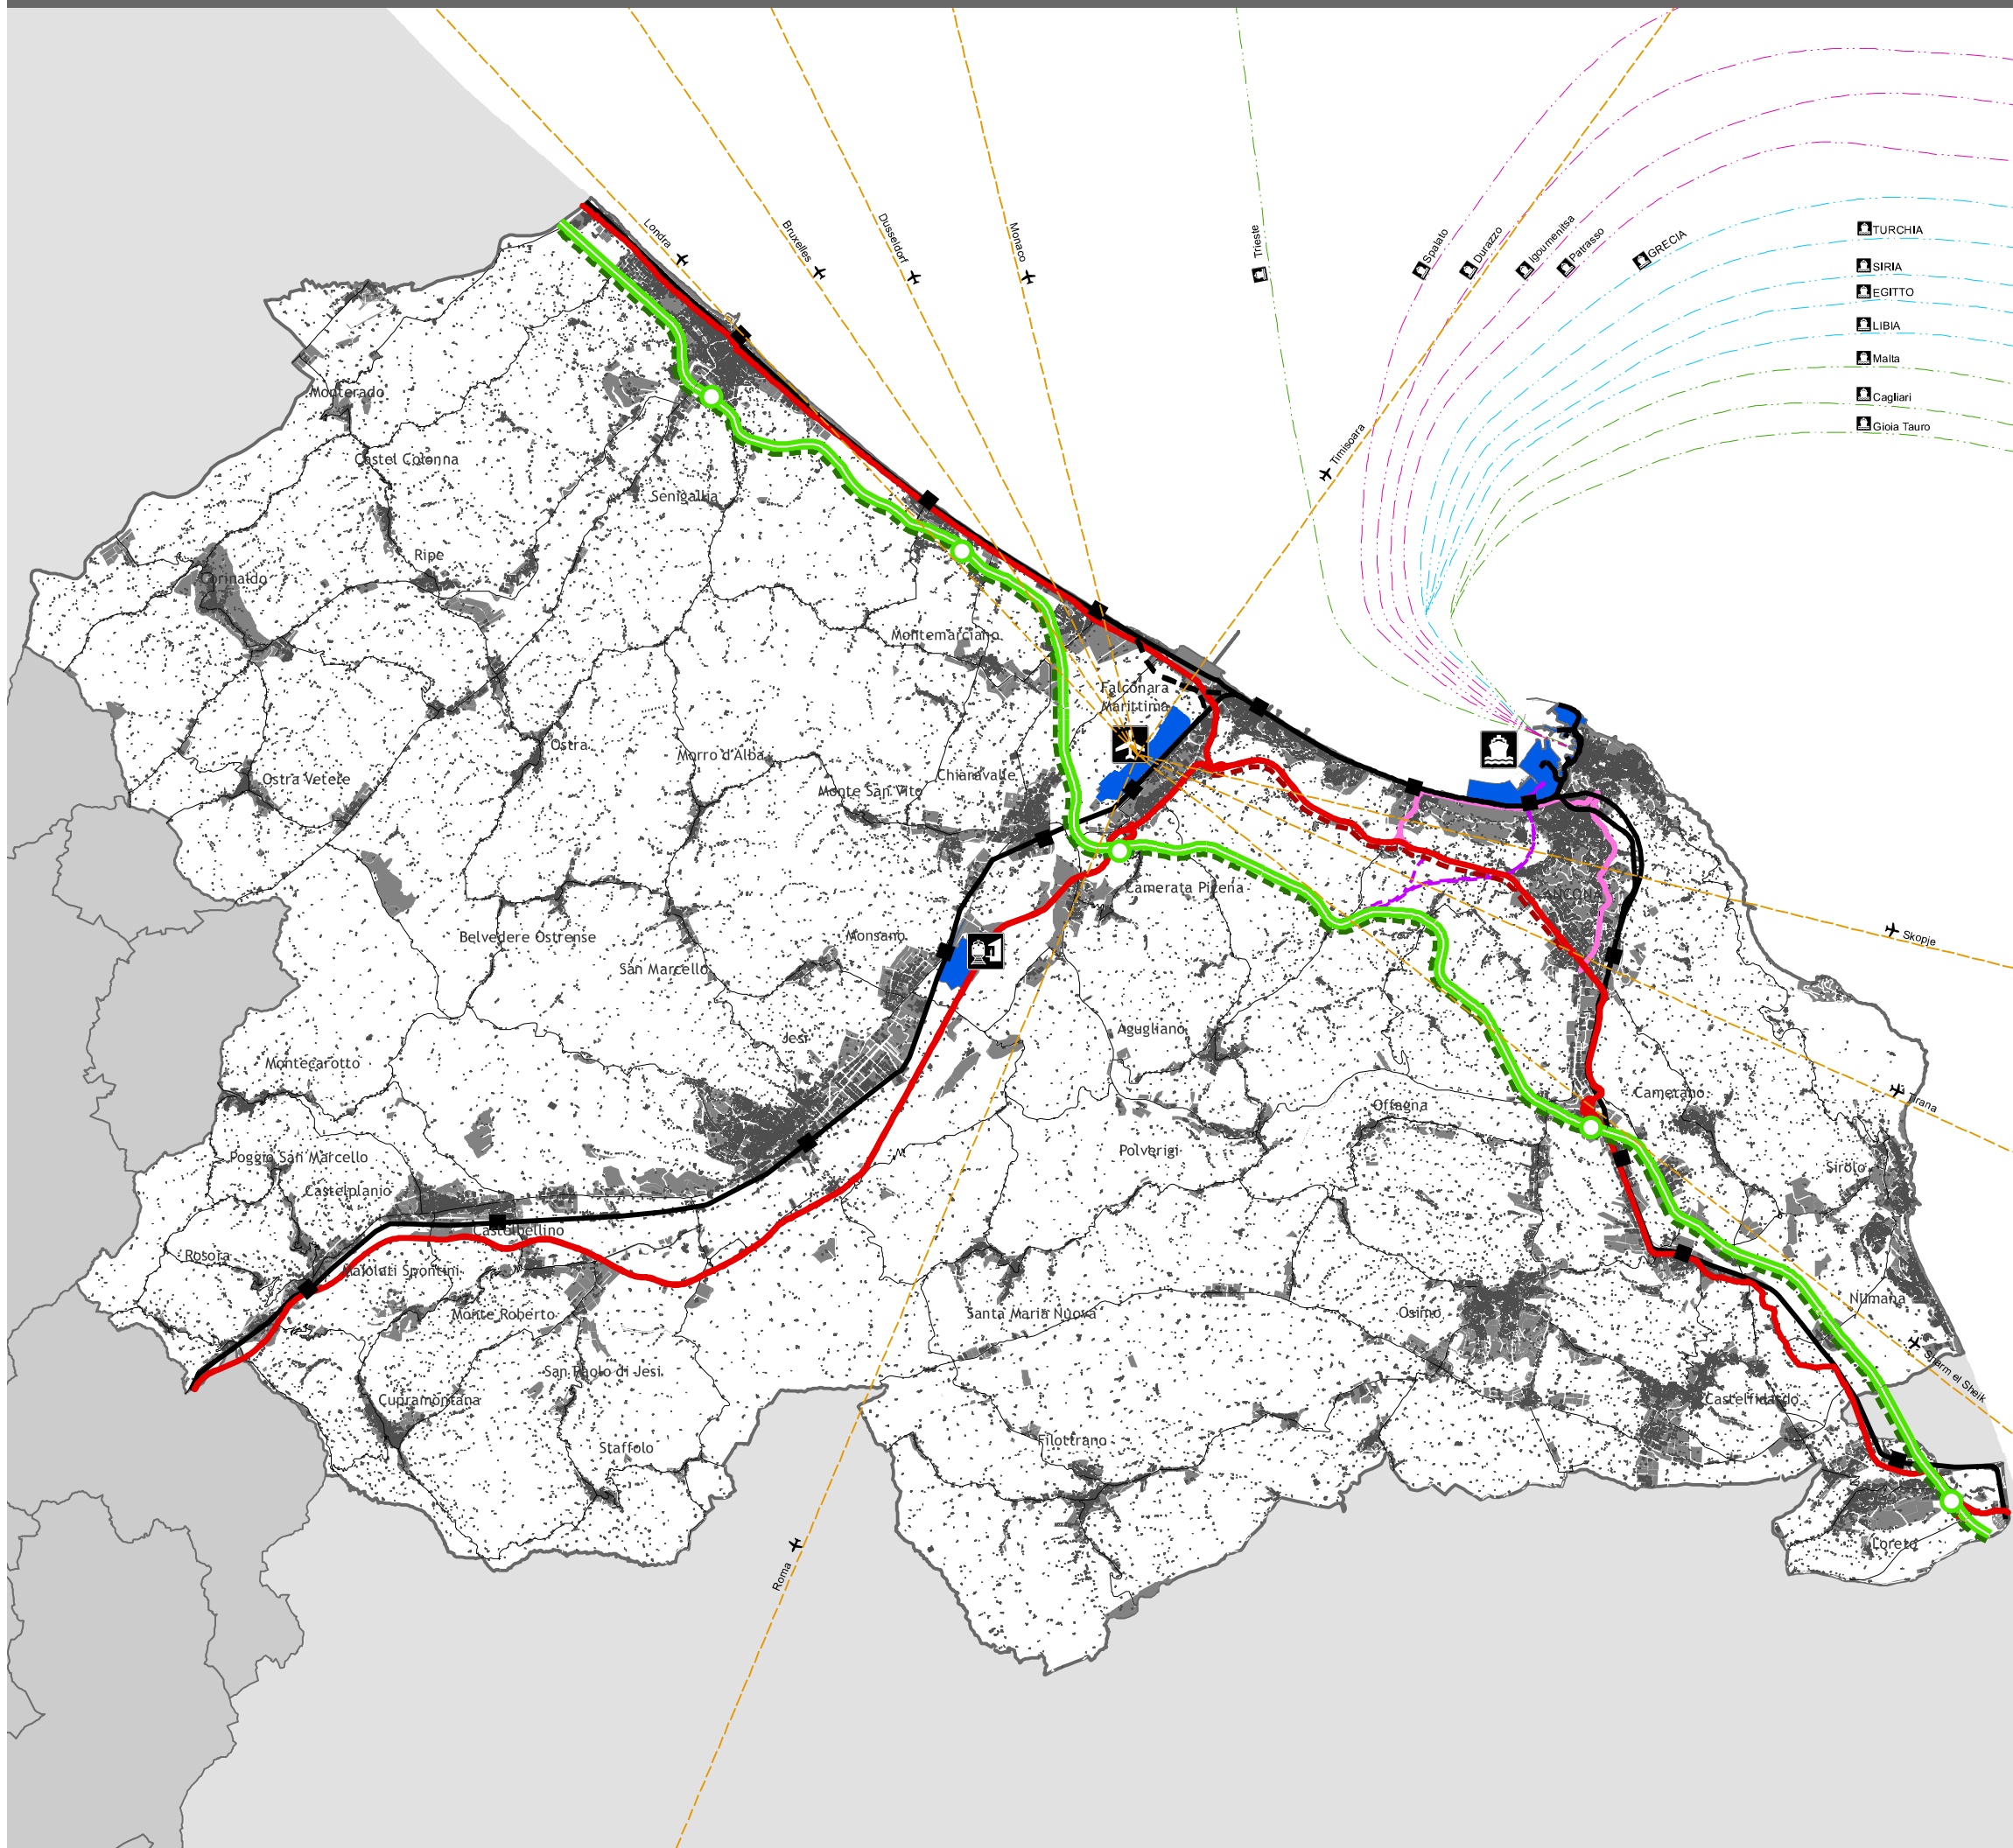 Londra
Bruxelles
Dusseldorf
Monaco
Trieste
Spalato
Durazzo
Igoumenitsa
Patrasso
GRECIA
TURCHIA
SIRIA
EGITTO
LIBIA
Malta
Cagliari
Gioia Tauro
Timisoara
Monterado
Castel Colonna
Senigallia
Ripe
Corinaldo
Montemarciano
Falconara
Marittima
Ostra
Morro d'Alba
Chiaravalle
Ostra Vetere
Monte San Vito
Camerata Picena
ANCONA
Belvedere Ostrense
Monsano
San Marcello
Skopje
Jesi
Agugliano
Montecarotto
Offagna
Camerano
Tirana
Poggio San Marcello
Polverigi
Sirolo
Castelplanio
Castelbellino
Rosora
Maiolati Spontini
Monte Roberto
Santa Maria Nuova
Osimo
Numana
San Paolo di Jesi
Sharm el Sheik
Cupramontana
Castelfidardo
Staffolo
Filottrano
Loreto
Roma